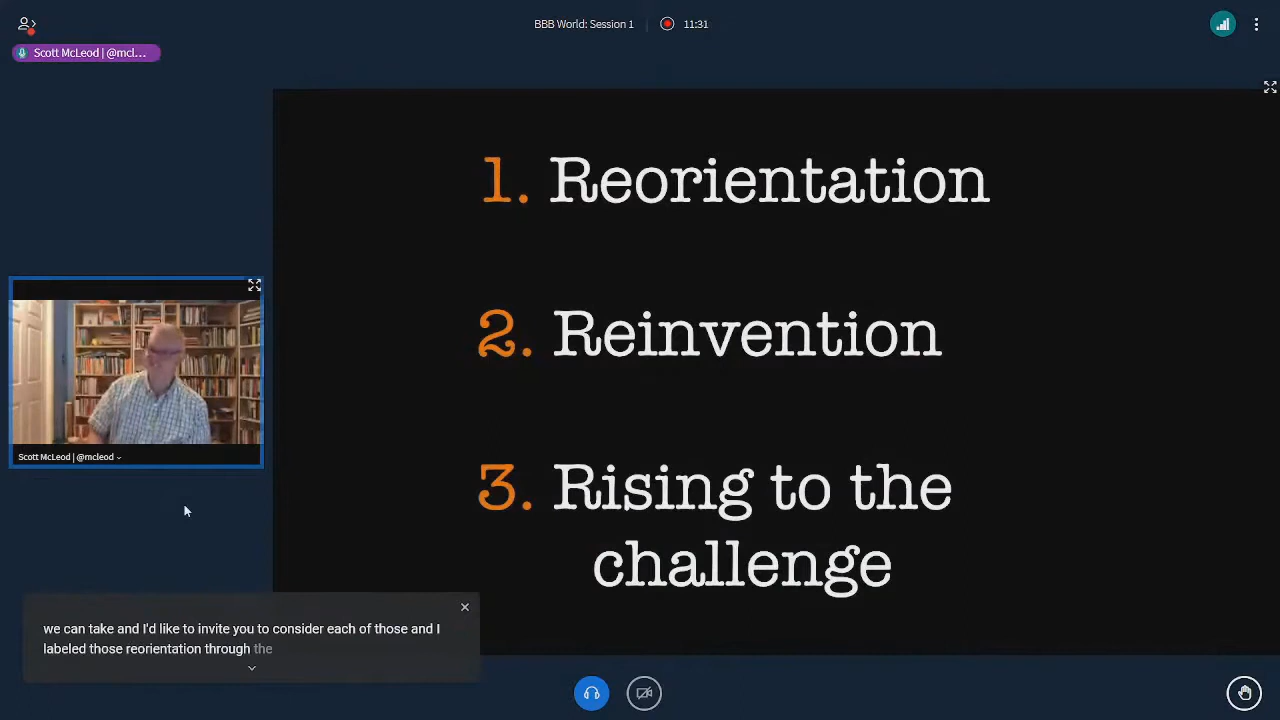 BBB World: Session 1
11:31
Scott McLeod | @mcl...
1. Reorientation
2. Reinvention
3. Rising to the
challenge
Scott McLeod | @mcleod
we can take and I'd like to invite you to consider each of those and I
labeled those reorientation through the